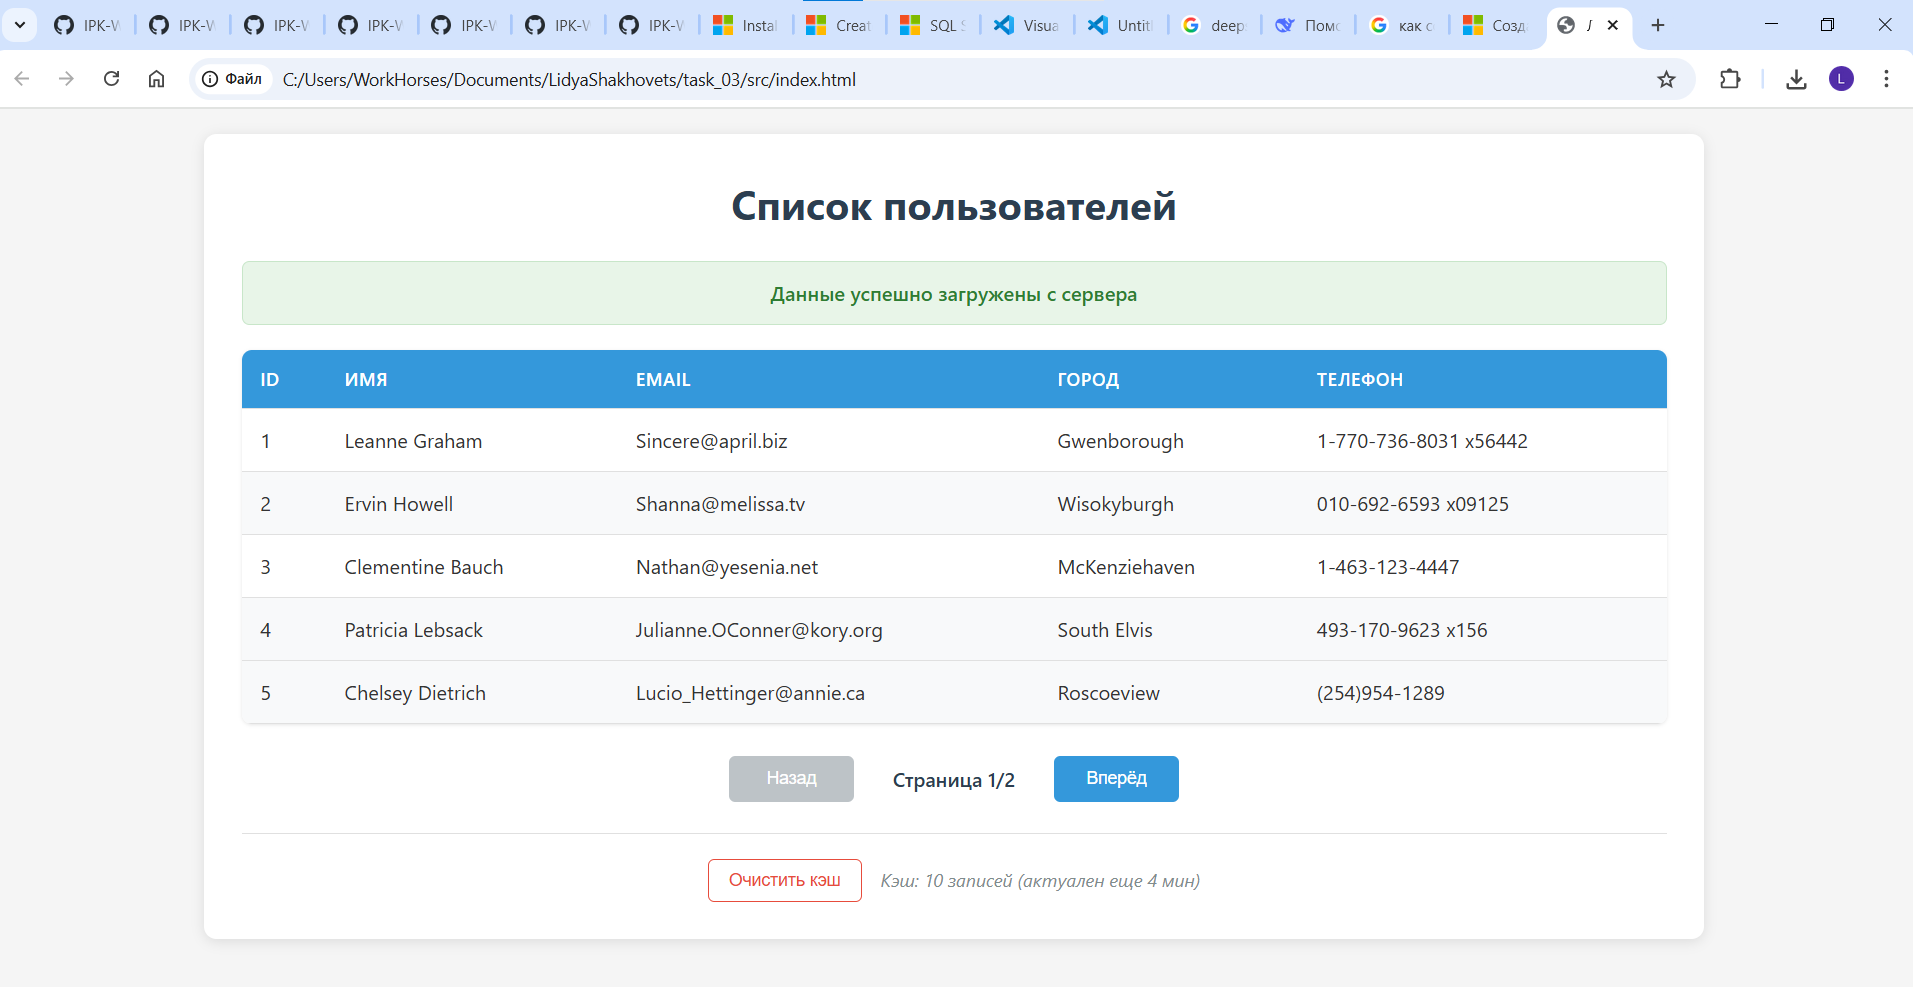 IPK-W IPK-W IPK-W IPK-W IPK-W IPK-W IPK-W Instal Creat SQL S Visua Untitl deeps Помо как со Созда
Файл C:/Users/WorkHorses/Documents/LidyaShakhovets/task_03/src/index.html L
Список пользователей
Данные успешно загружены с сервера
ID ИМЯ EMAIL ГОРОД ТЕЛЕФОН
1 Leanne Graham Sincere@april.biz Gwenborough 1-770-736-8031 x56442
2 Ervin Howell Shanna@melissa.tv Wisokyburgh 010-692-6593 x09125
3 Clementine Bauch Nathan@yesenia.net McKenziehaven 1-463-123-4447
4 Patricia Lebsack Julianne.OConner@kory.org South Elvis 493-170-9623 x156
5 Chelsey Dietrich Lucio_Hettinger@annie.ca Roscoeview (254)954-1289
Назад Страница 1/2 Вперёд
Очистить кэш Кэш: 10 записей (актуален еще 4 мин)